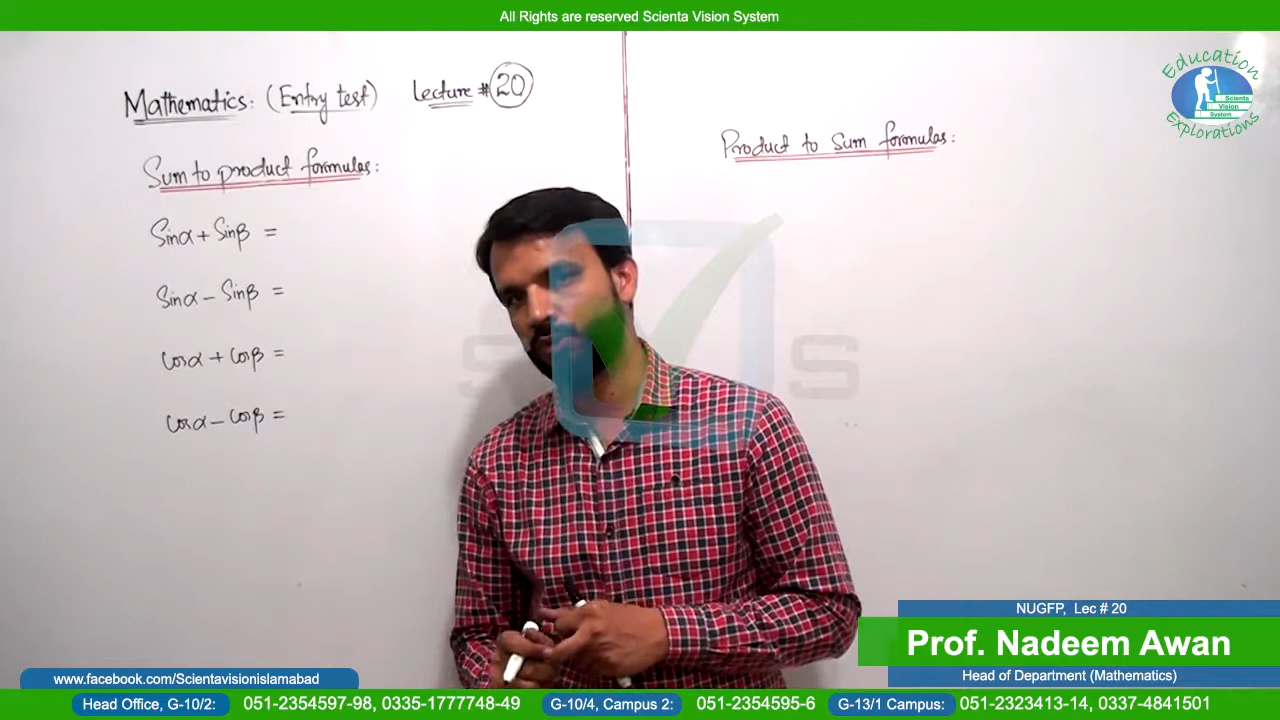 All Rights are reserved Scienta Vision System
Mathematics: (Entry test) Lecture # 20
Sum to product formulas:
Sinα + Sinβ =
Sinα - Sinβ =
Cosα + Cosβ =
Cosα - Cosβ =
Product to Sum formulas:
Education
Scienta
Vision
System
Explorations
S S
NUGFP, Lec # 20
Prof. Nadeem Awan
Head of Department (Mathematics)
www.facebook.com/Scientavisionislamabad
Head Office, G-10/2: 051-2354597-98, 0335-1777748-49 G-10/4, Campus 2: 051-2354595-6 G-13/1 Campus: 051-2323413-14, 0337-4841501